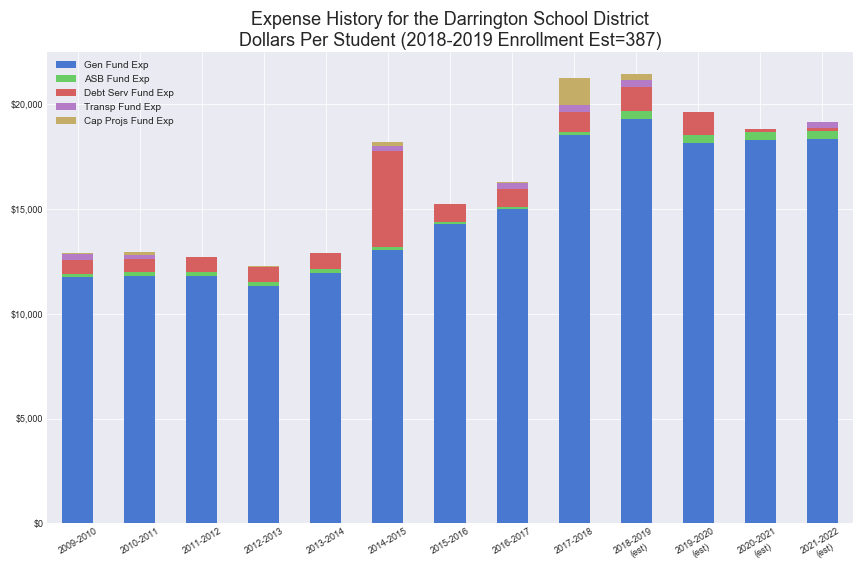 Expense History for the Darrington School District
Dollars Per Student (2018-2019 Enrollment Est=387)
Gen Fund Exp
ASB Fund Exp
Debt Serv Fund Exp
Transp Fund Exp
Cap Projs Fund Exp
$20,000
$15,000
$10,000
$5,000
$0
2009-2010
2010-2011
2011-2012
2012-2013
2013-2014
2014-2015
2015-2016
2016-2017
2017-2018
2018-2019
(est)
2019-2020
(est)
2020-2021
(est)
2021-2022
(est)